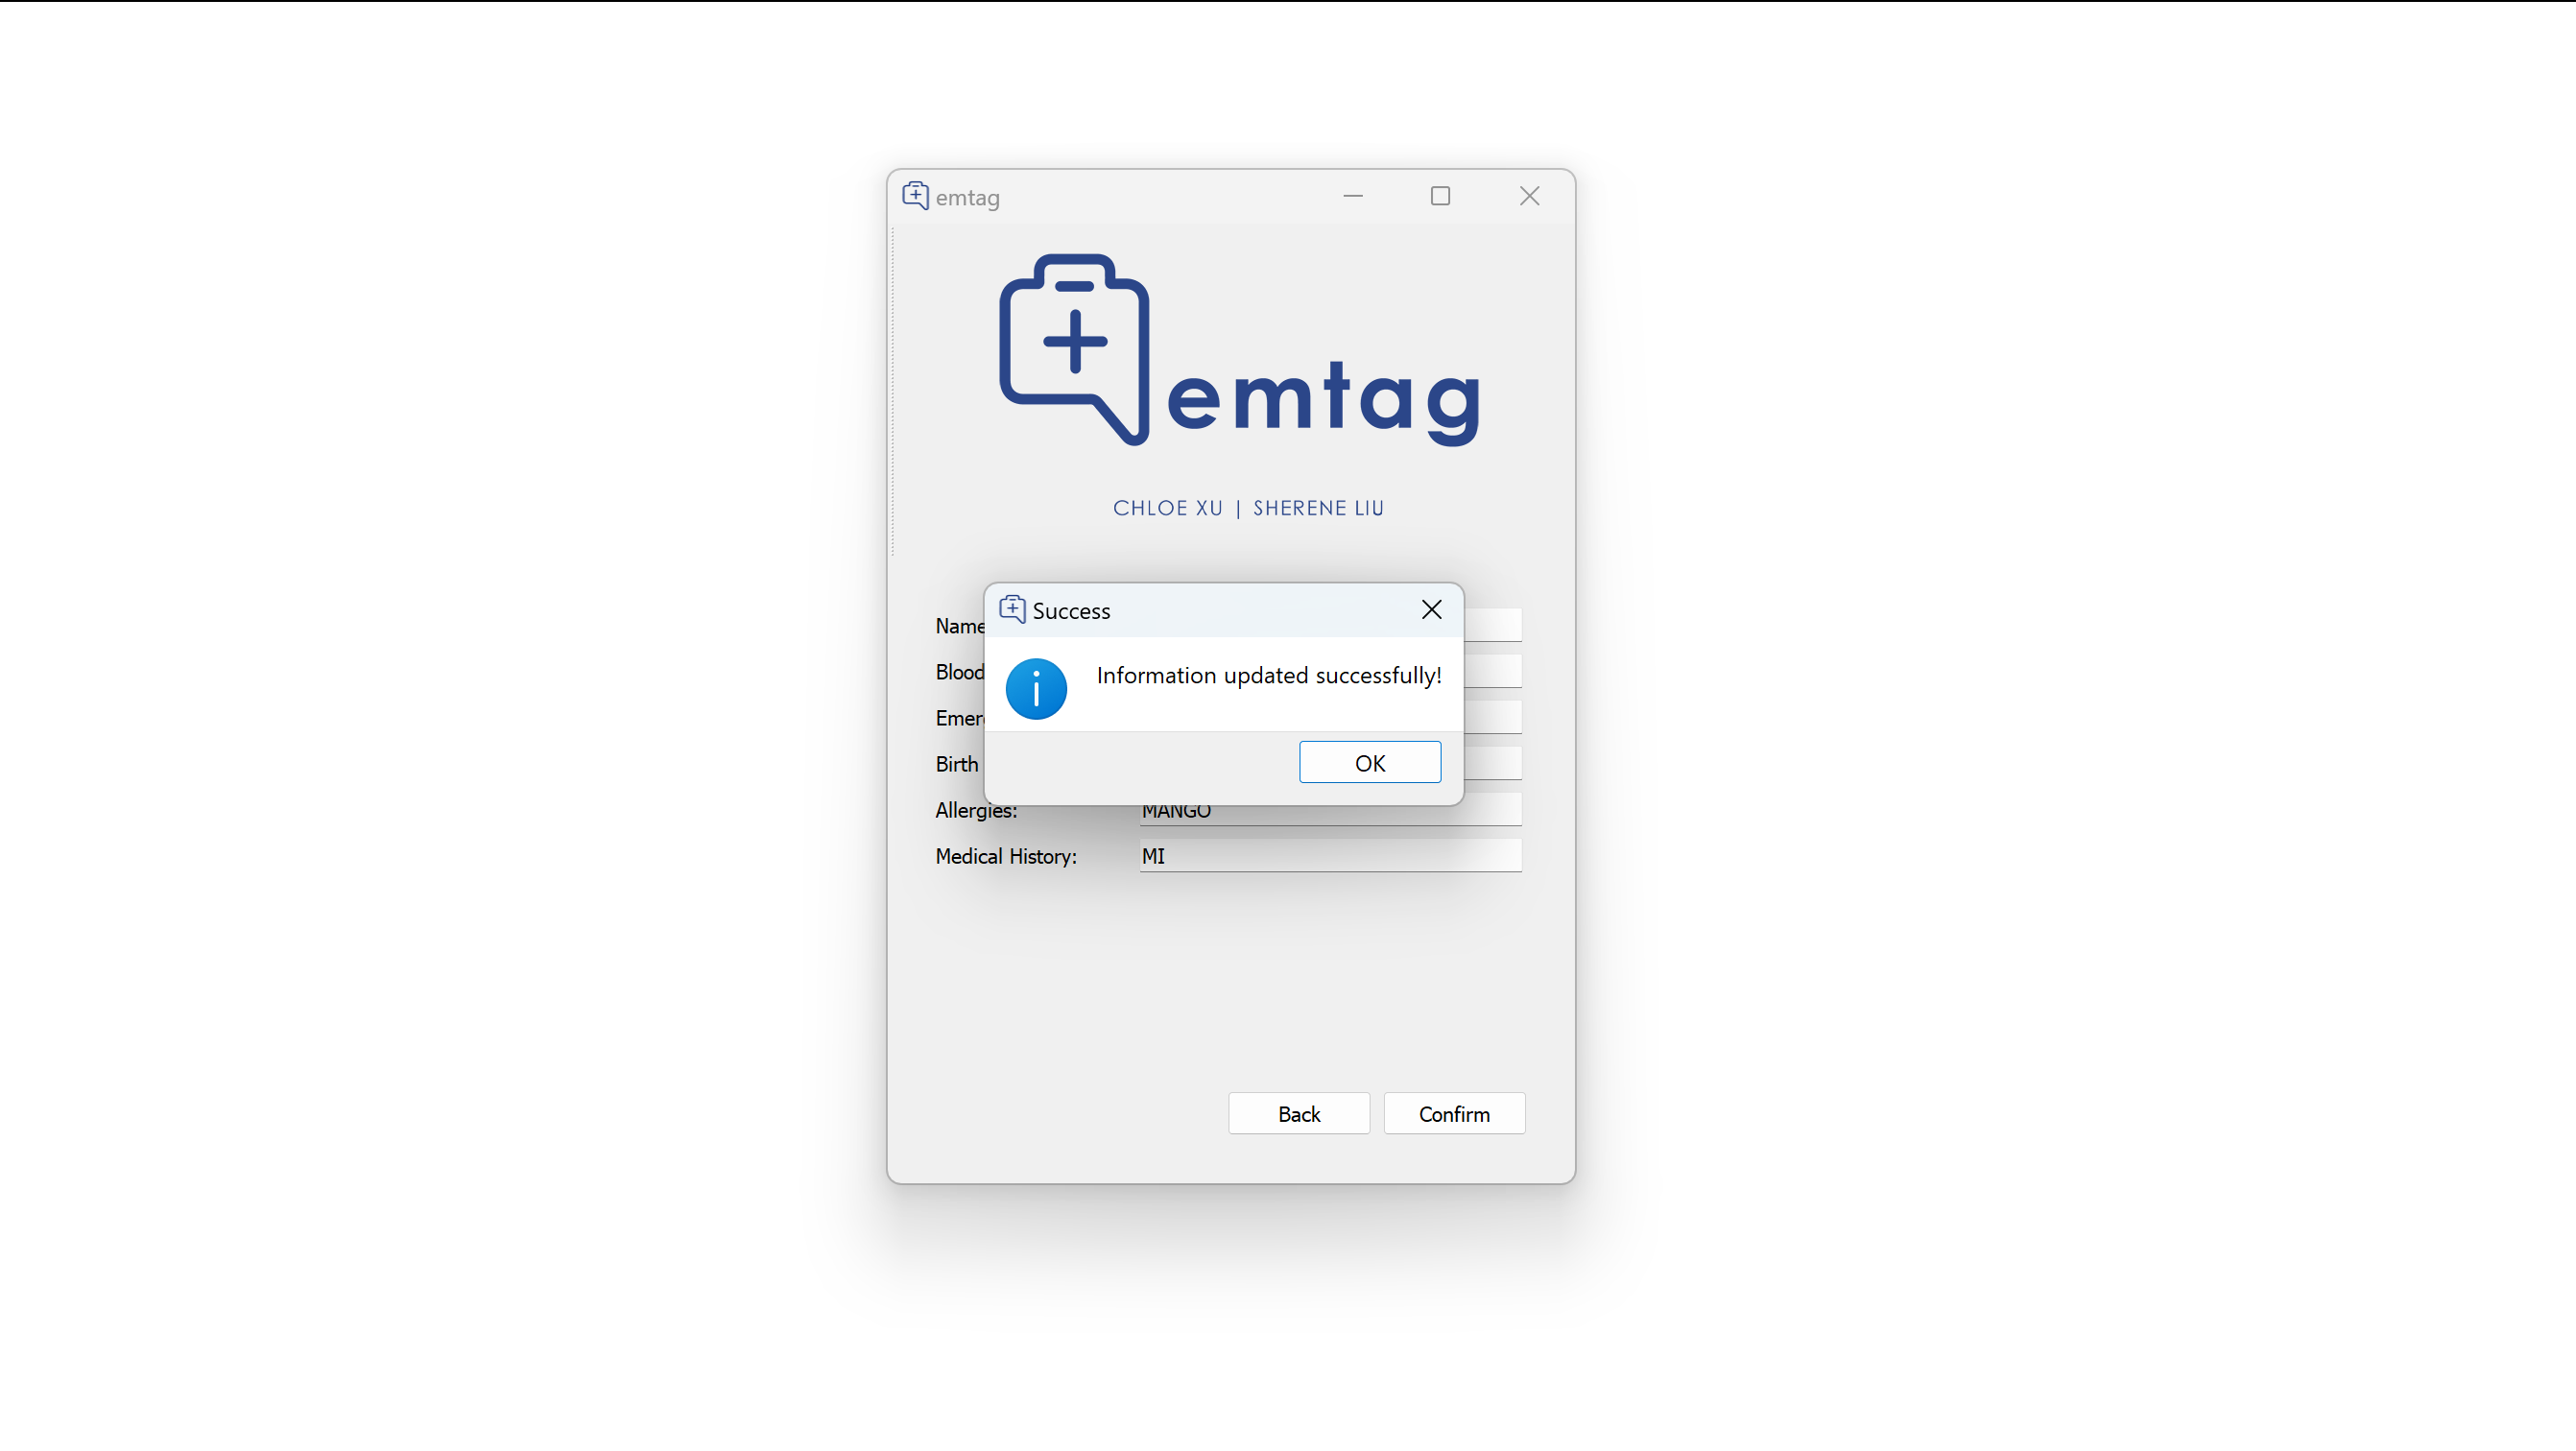 emtag
emtag
CHLOE XU | SHERENE LIU
Success
Name
Blood
Information updated successfully!
Birth
OK
Allergies: MANGO
Medical History: MI
Back Confirm